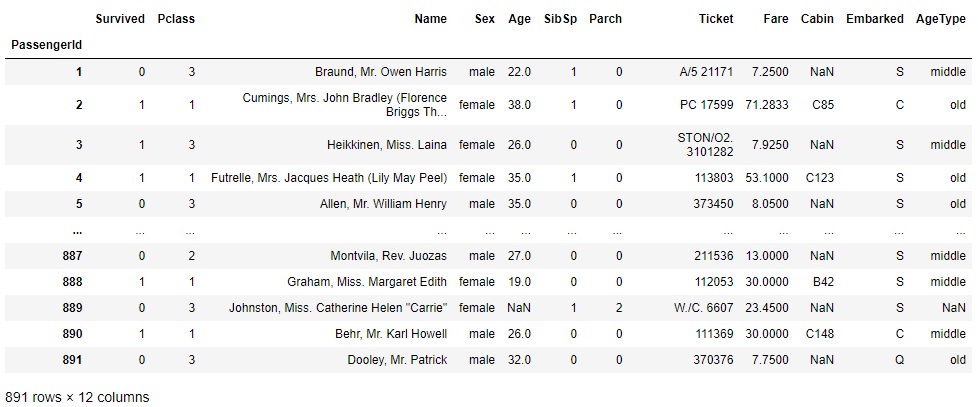 Survived Pclass Name Sex Age SibSp Parch Ticket Fare Cabin Embarked AgeType
PassengerId
1 0 3 Braund, Mr. Owen Harris male 22.0 1 0 A/5 21171 7.2500 NaN S middle
2 1 1 Cumings, Mrs. John Bradley (Florence Briggs Th... female 38.0 1 0 PC 17599 71.2833 C85 C old
3 1 3 Heikkinen, Miss. Laina female 26.0 0 0 STON/O2. 3101282 7.9250 NaN S middle
4 1 1 Futrelle, Mrs. Jacques Heath (Lily May Peel) female 35.0 1 0 113803 53.1000 C123 S old
5 0 3 Allen, Mr. William Henry male 35.0 0 0 373450 8.0500 NaN S old
... ... ... ... ... ... ... ... ... ... ... ... ...
887 0 2 Montvila, Rev. Juozas male 27.0 0 0 211536 13.0000 NaN S middle
888 1 1 Graham, Miss. Margaret Edith female 19.0 0 0 112053 30.0000 B42 S middle
889 0 3 Johnston, Miss. Catherine Helen "Carrie" female NaN 1 2 W./C. 6607 23.4500 NaN S NaN
890 1 1 Behr, Mr. Karl Howell male 26.0 0 0 111369 30.0000 C148 C middle
891 0 3 Dooley, Mr. Patrick male 32.0 0 0 370376 7.7500 NaN Q old
891 rows × 12 columns